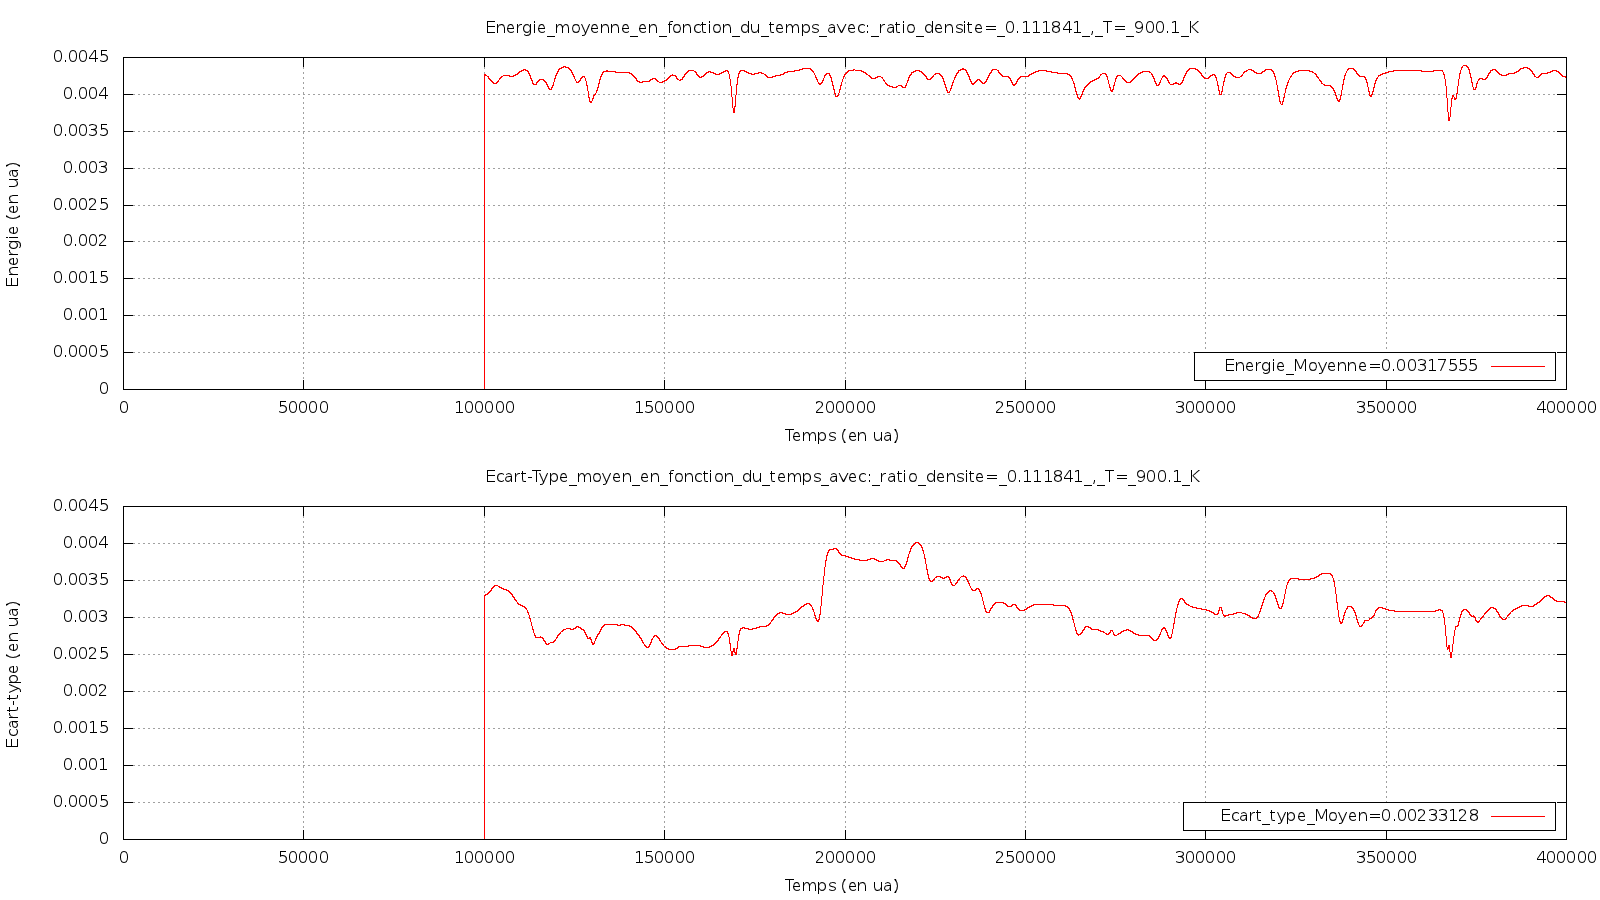 Energie_moyenne_en_fonction_du_temps_avec:_ratio_densite=_0.111841_,_T=_900.1_K
0.0045
0.004
0.0035
0.003
0.0025
0.002
0.0015
0.001
0.0005
0
Energie (en ua)
Energie_Moyenne=0.00317555
0 50000 100000 150000 200000 250000 300000 350000 400000
Temps (en ua)
Ecart-Type_moyen_en_fonction_du_temps_avec:_ratio_densite=_0.111841_,_T=_900.1_K
0.0045
0.004
0.0035
0.003
0.0025
0.002
0.0015
0.001
0.0005
0
Ecart-type (en ua)
Ecart_type_Moyen=0.00233128
0 50000 100000 150000 200000 250000 300000 350000 400000
Temps (en ua)